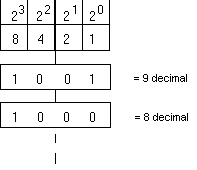 2³ 2² 2¹ 2⁰
8 4 2 1
1 0 0 1 = 9 decimal
1 0 0 0 = 8 decimal